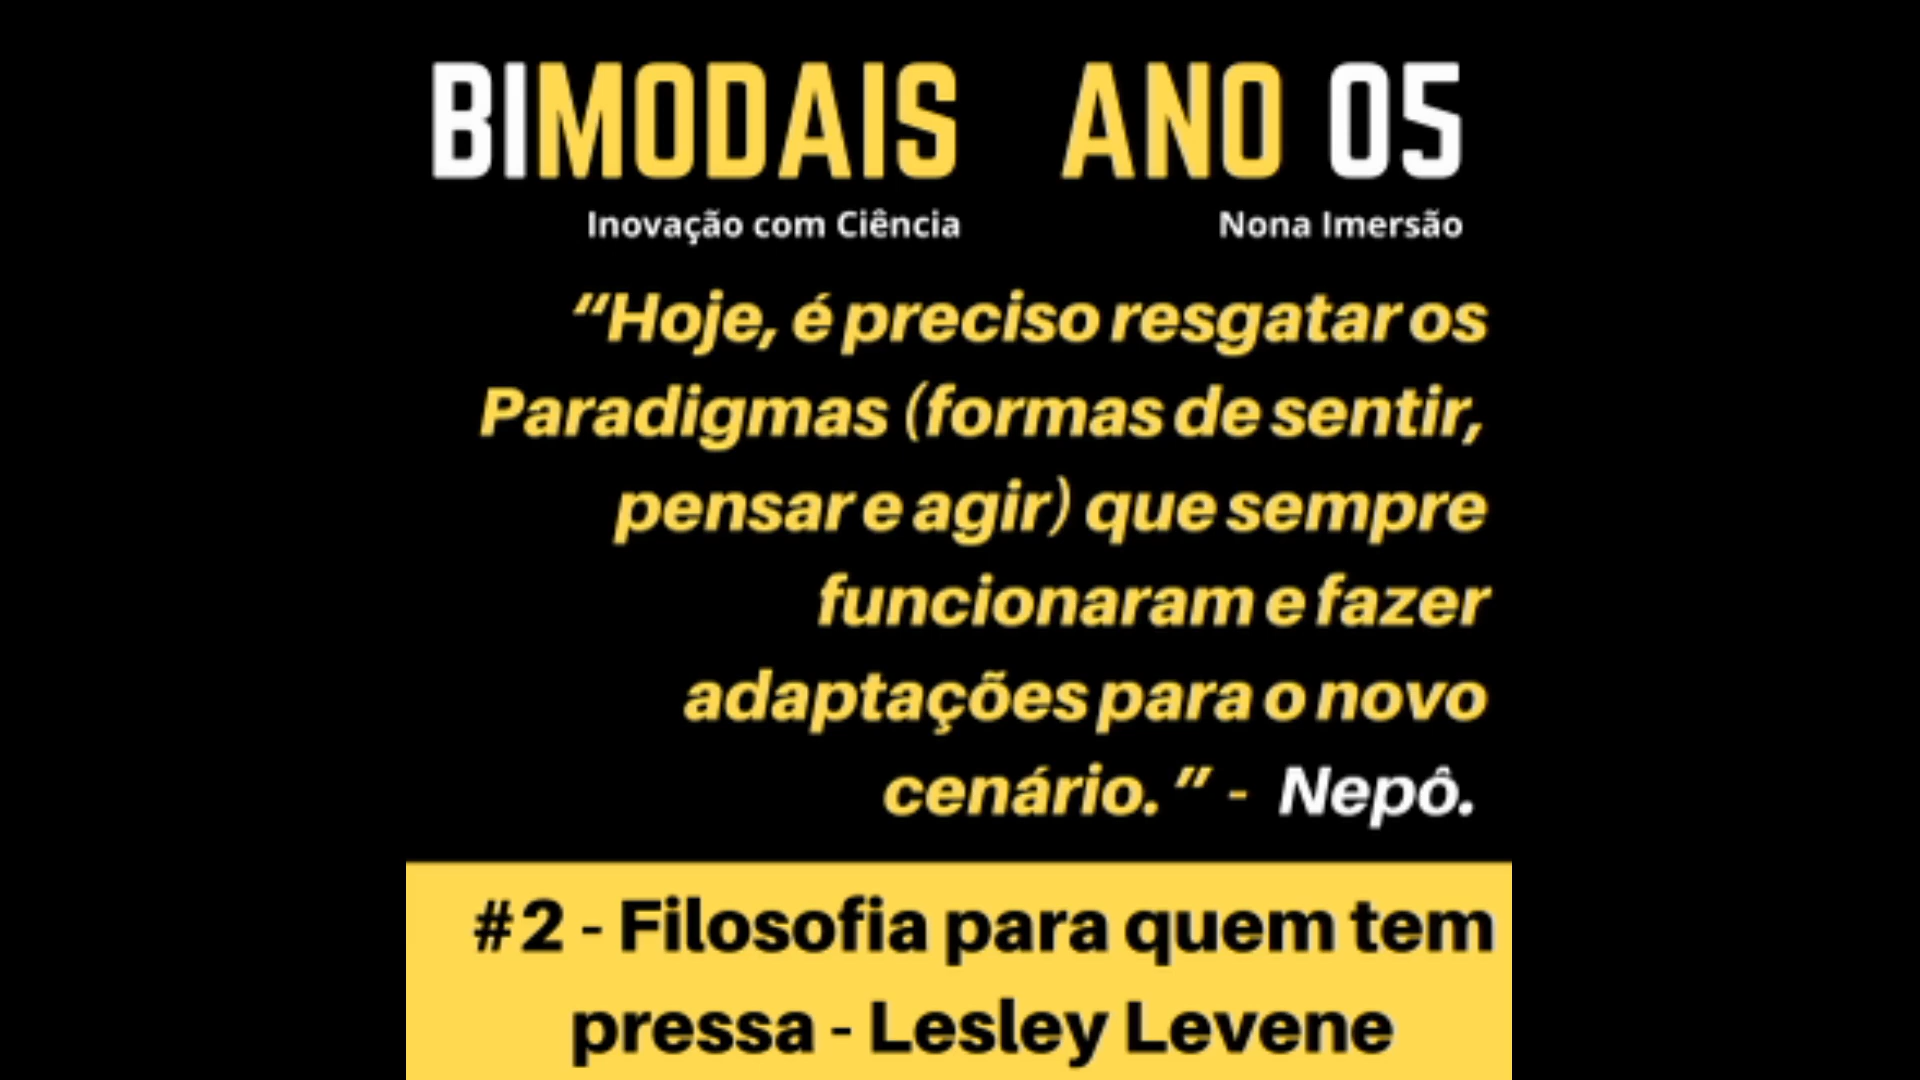 BIMODAIS ANO 05
Inovação com Ciência Nona Imersão
“Hoje, é preciso resgatar os
Paradigmas (formas de sentir,
pensar e agir) que sempre
funcionaram e fazer
adaptações para o novo
cenário. ” - Nepô.
#2 - Filosofia para quem tem
pressa - Lesley Levene